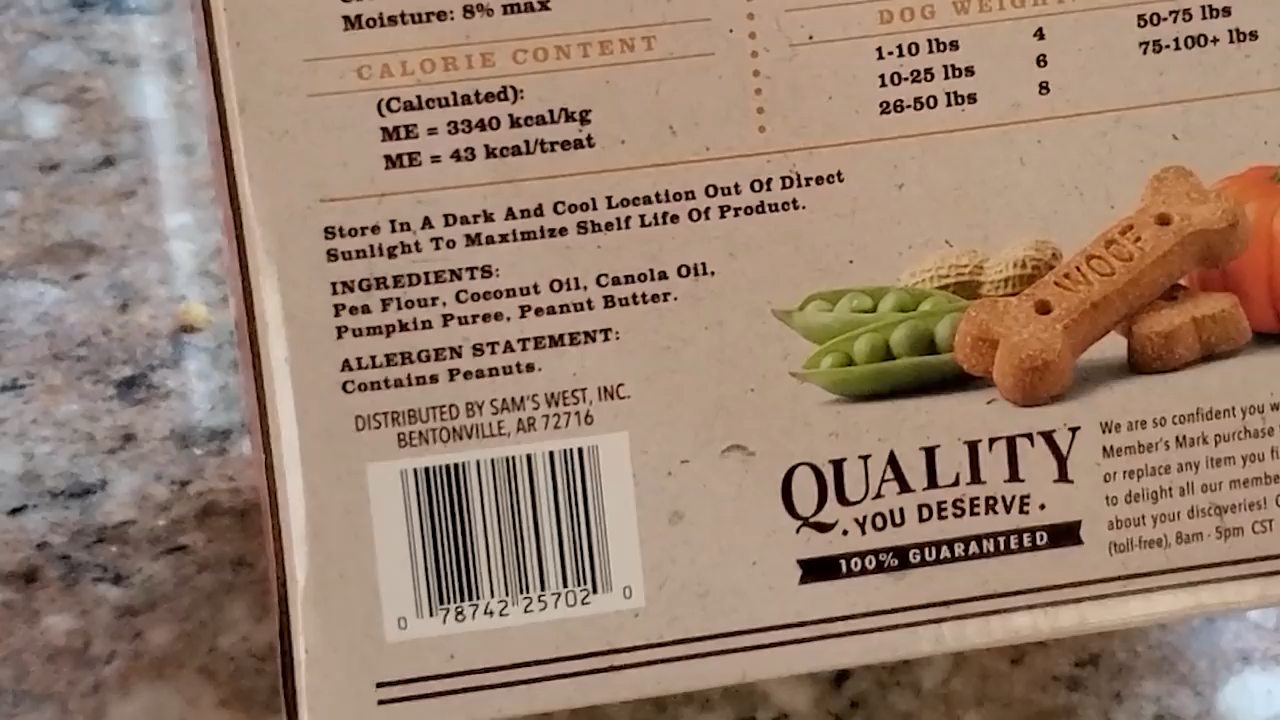 Moisture: 8% max
CALORIE CONTENT
(Calculated):
ME = 3340 kcal/kg
ME = 43 kcal/treat
DOG WEIGHT
1-10 lbs 4
10-25 lbs 6
26-50 lbs 8
50-75 lbs
75-100+ lbs
Store In A Dark And Cool Location Out Of Direct
Sunlight To Maximize Shelf Life Of Product.
INGREDIENTS:
Pea Flour, Coconut Oil, Canola Oil,
Pumpkin Puree, Peanut Butter.
ALLERGEN STATEMENT:
Contains Peanuts.
DISTRIBUTED BY SAM'S WEST, INC.
BENTONVILLE, AR 72716
0 78742 25702 0
WOOF
QUALITY
. YOU DESERVE .
100% GUARANTEED
We are so confident you
Member's Mark purchase
or replace any item you
to delight all our
about your discoveries!
(toll-free), 8am - 5pm CST